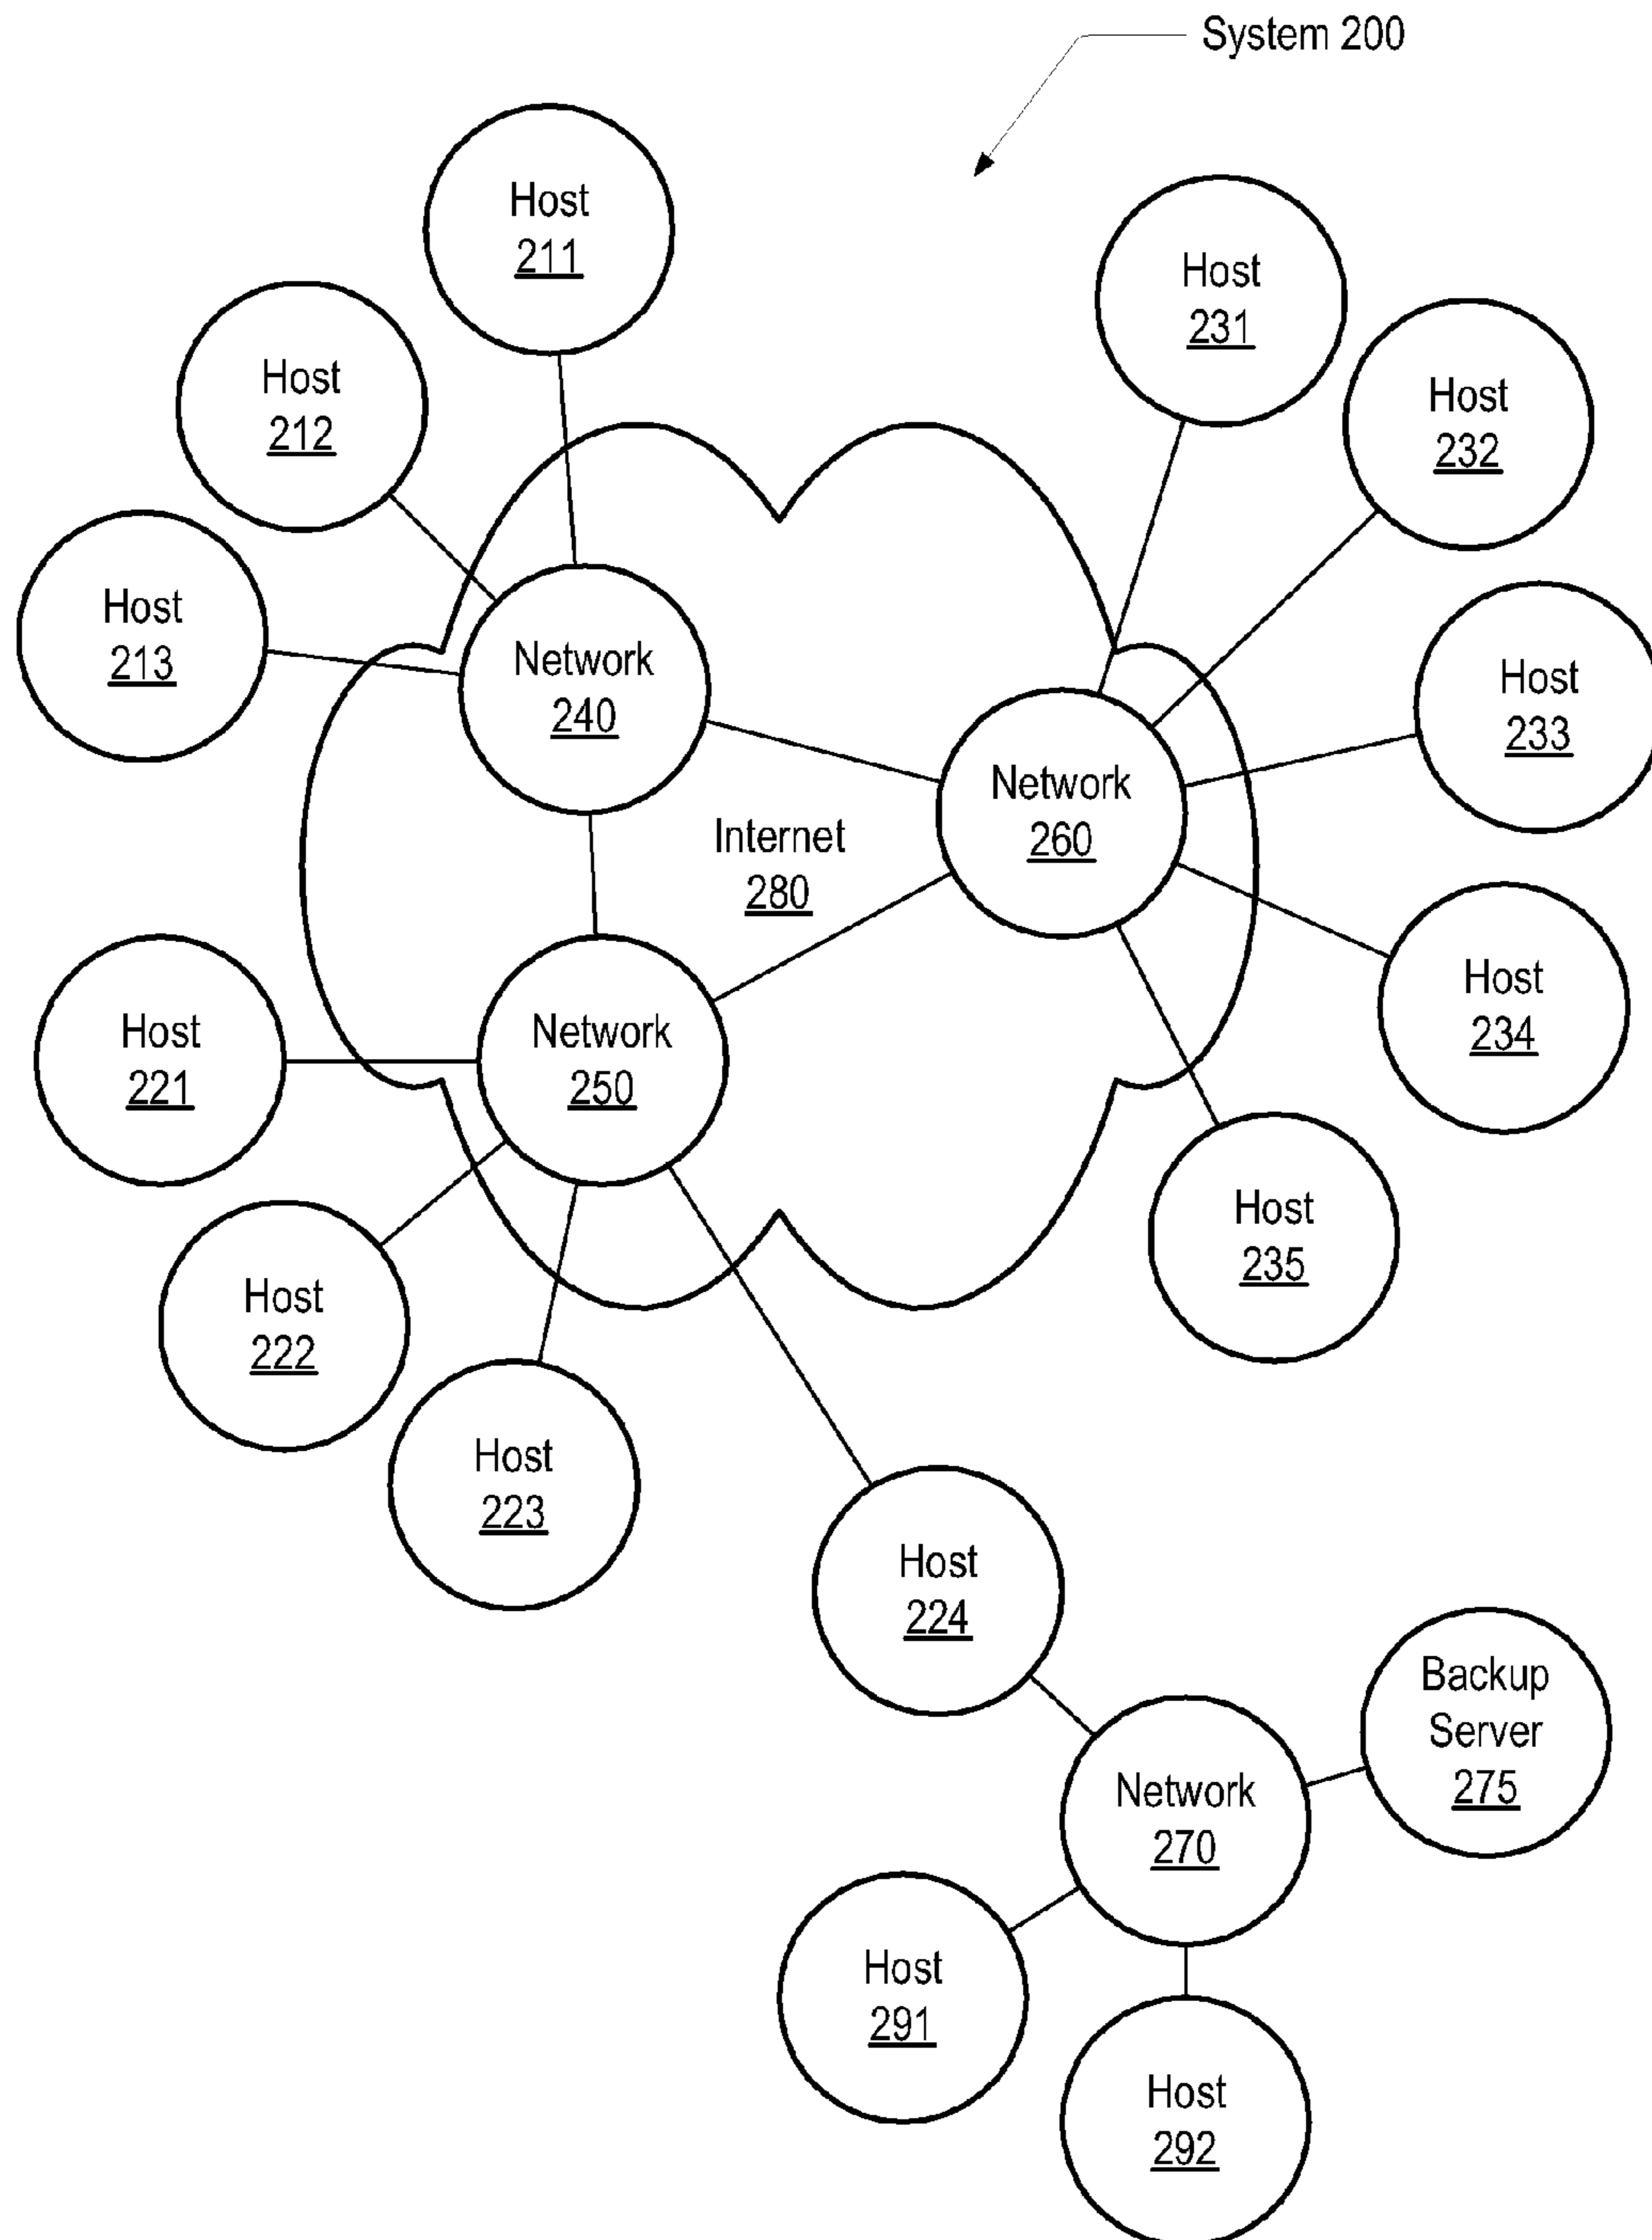 System 200
Host
211
Host
231
Host
212
Host
232
Host
213
Network
240
Host
233
Network
260
Internet
280
Host
221
Network
250
Host
234
Host
235
Host
222
Host
223
Host
224
Backup
Server
275
Network
270
Host
291
Host
292